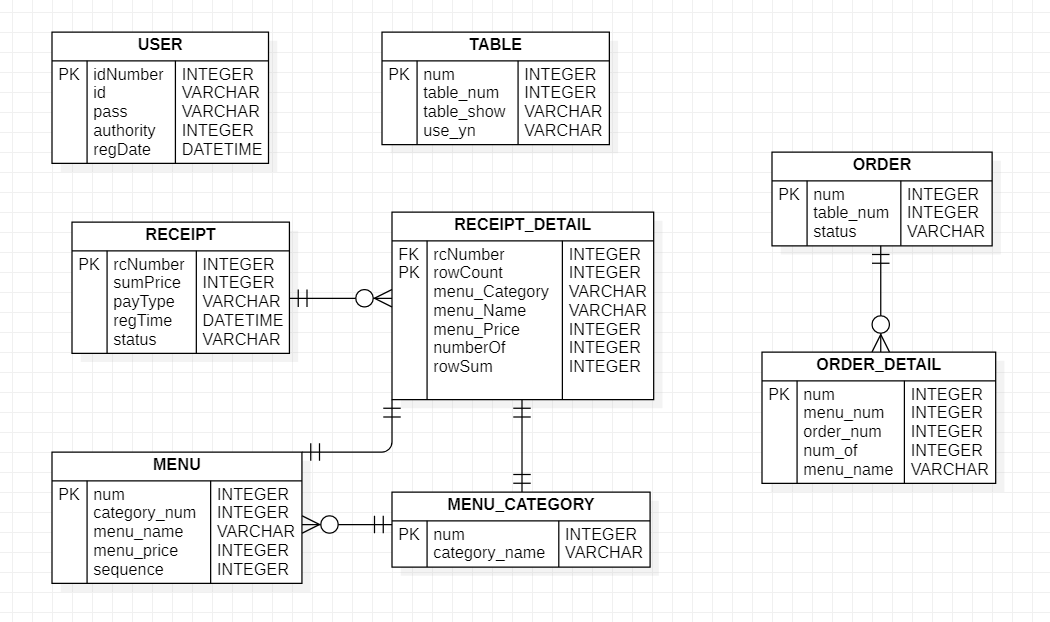 USER
PK idNumber INTEGER
id VARCHAR
pass VARCHAR
authority INTEGER
regDate DATETIME
TABLE
PK num INTEGER
table_num INTEGER
table_show VARCHAR
use_yn VARCHAR
ORDER
PK num INTEGER
table_num INTEGER
status VARCHAR
RECEIPT
PK rcNumber INTEGER
sumPrice INTEGER
payType VARCHAR
regTime DATETIME
status VARCHAR
RECEIPT_DETAIL
FK rcNumber INTEGER
PK rowCount INTEGER
menu_Category VARCHAR
menu_Name VARCHAR
menu_Price INTEGER
numberOf INTEGER
rowSum INTEGER
ORDER_DETAIL
PK num INTEGER
menu_num INTEGER
order_num INTEGER
num_of INTEGER
menu_name VARCHAR
MENU
PK num INTEGER
category_num INTEGER
menu_name VARCHAR
menu_price INTEGER
sequence INTEGER
MENU_CATEGORY
PK num INTEGER
category_name VARCHAR